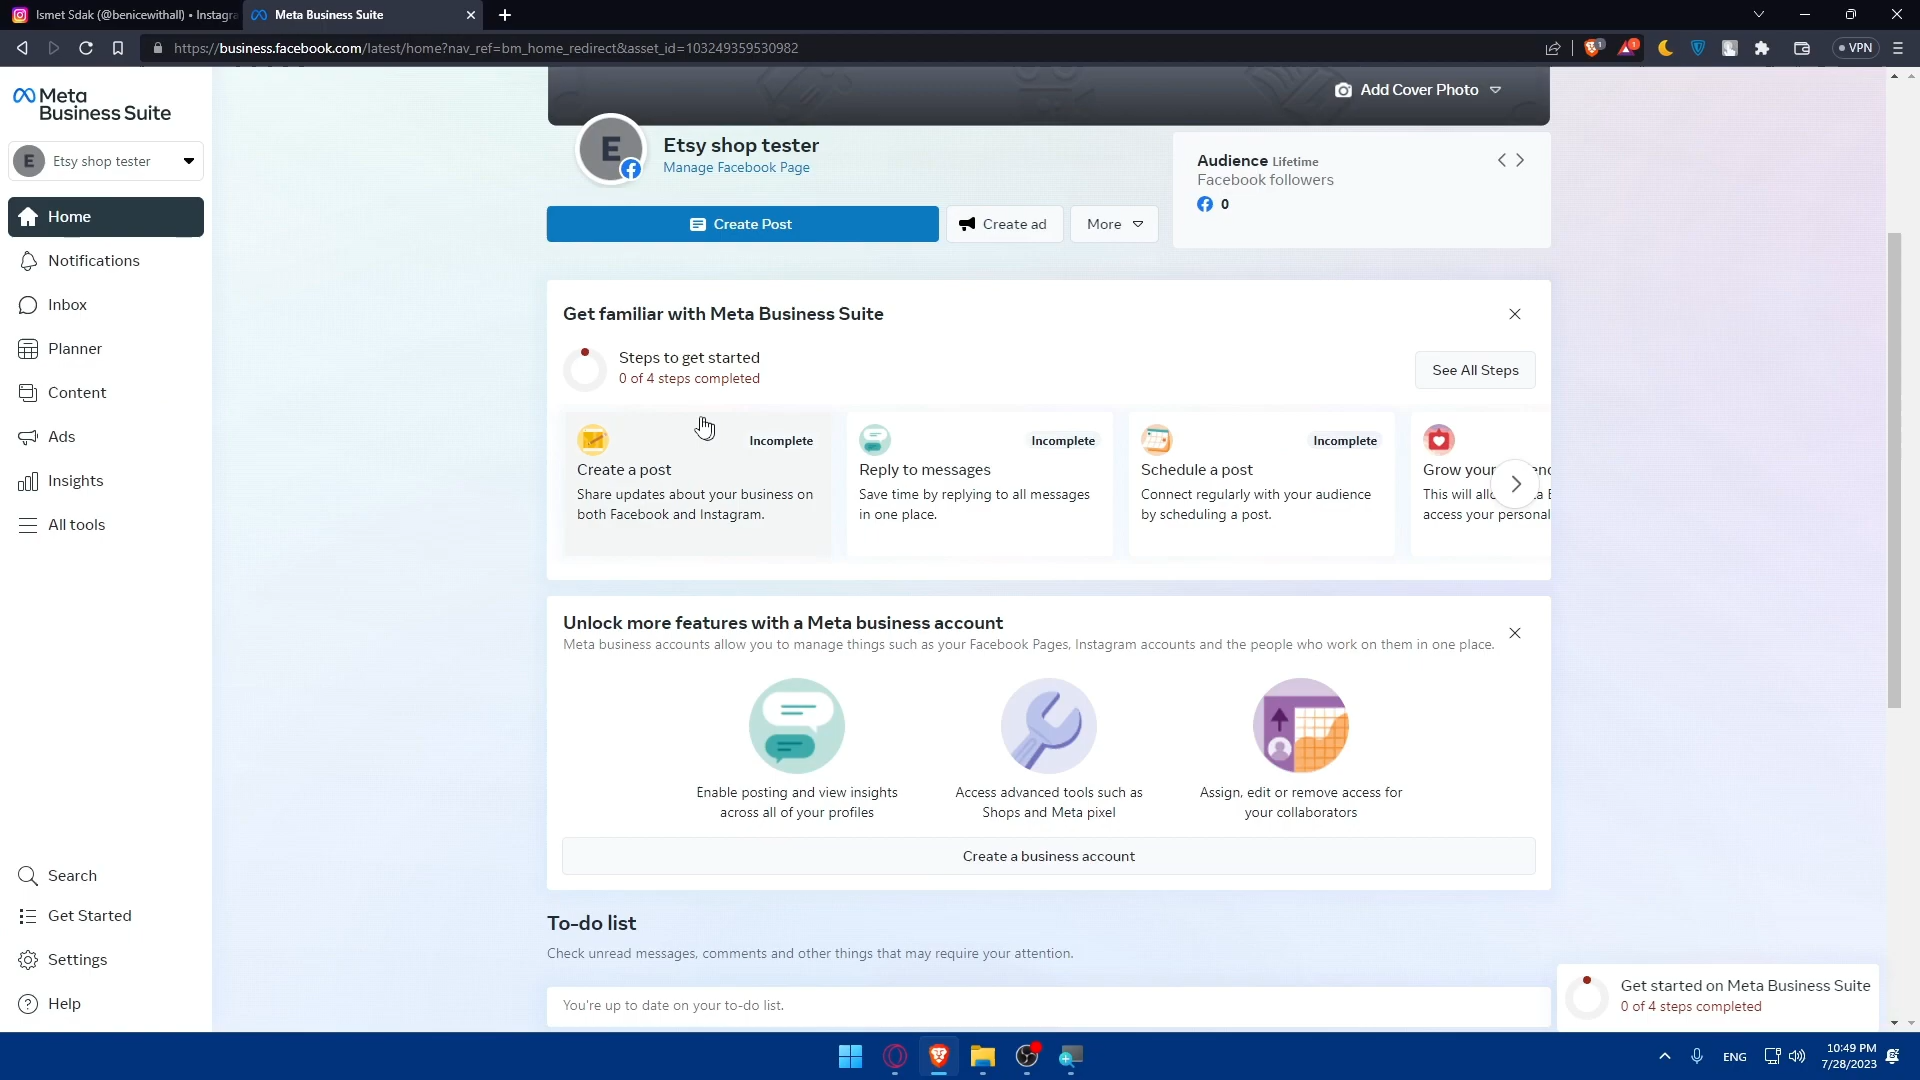 Ismet Sdak (@benicewithall) • Instagra
Meta Business Suite
https://business.facebook.com/latest/home?nav_ref=bm_home_redirect&asset_id=103249359530982
1
1
VPN
Meta
Business Suite
E
Etsy shop tester
Home
Notifications
Inbox
Planner
Content
Ads
Insights
All tools
Search
Get Started
Settings
Help
Add Cover Photo
E
Etsy shop tester
Manage Facebook Page
Create Post
Create ad
More
Audience Lifetime
Facebook followers
0
Get familiar with Meta Business Suite
Steps to get started
0 of 4 steps completed
See All Steps
Incomplete
Create a post
Share updates about your business on
both Facebook and Instagram.
Incomplete
Reply to messages
Save time by replying to all messages
in one place.
Incomplete
Schedule a post
Connect regularly with your audience
by scheduling a post.
Grow your
This will
access your personal
Unlock more features with a Meta business account
Meta business accounts allow you to manage things such as your Facebook Pages, Instagram accounts and the people who work on them in one place.
Enable posting and view insights
across all of your profiles
Access advanced tools such as
Shops and Meta pixel
Assign, edit or remove access for
your collaborators
Create a business account
To-do list
Check unread messages, comments and other things that may require your attention.
You're up to date on your to-do list.
Get started on Meta Business Suite
0 of 4 steps completed
ENG
10:49 PM
7/28/2023